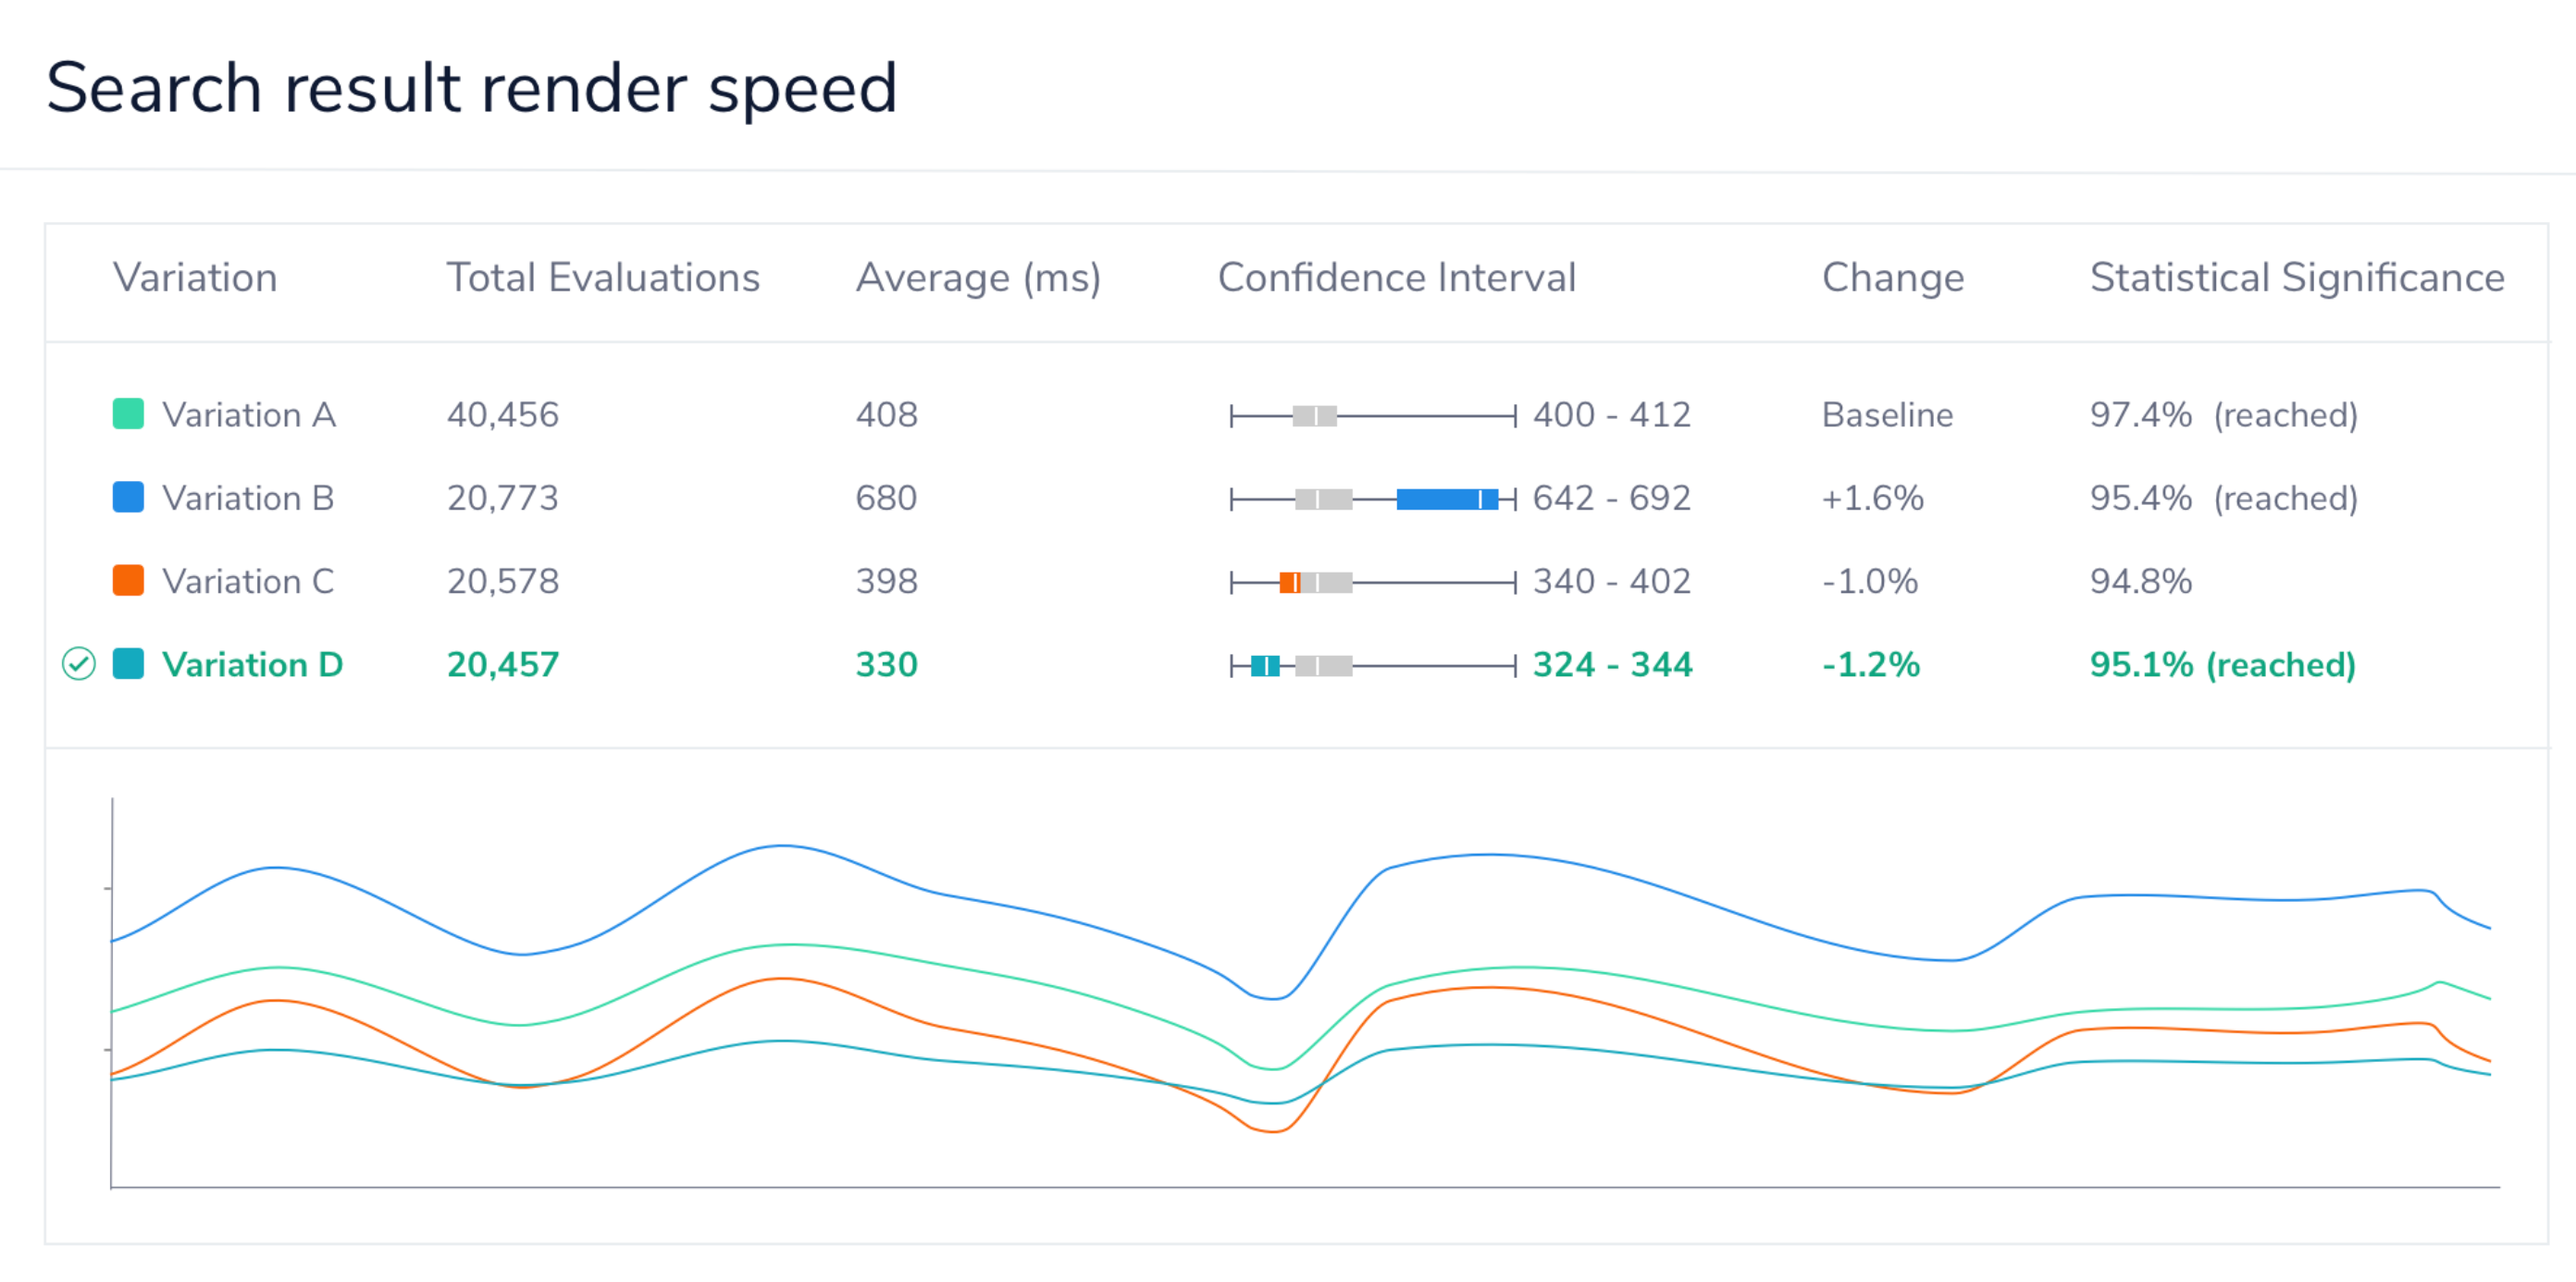 Search result render speed
Variation Total Evaluations Average (ms) Confidence Interval Change Statistical Significance
Variation A 40,456 408 400 - 412 Baseline 97.4% (reached)
Variation B 20,773 680 642 - 692 +1.6% 95.4% (reached)
Variation C 20,578 398 340 - 402 -1.0% 94.8%
Variation D 20,457 330 324 - 344 -1.2% 95.1% (reached)